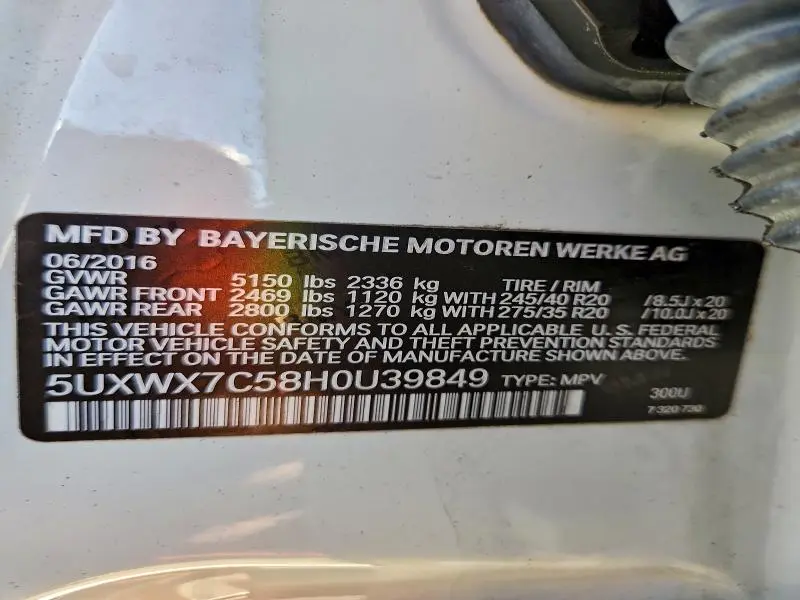 MFD BY BAYERISCHE MOTOREN WERKE AG
06/2016
GVWR 5150 lbs 2336 kg TIRE / RIM
GAWR FRONT 2469 lbs 1120 kg WITH 245/40 R20 /8.5J x 20
GAWR REAR 2800 lbs 1270 kg WITH 275/35 R20 /10.0J x 20
THIS VEHICLE CONFORMS TO ALL APPLICABLE U.S. FEDERAL
MOTOR VEHICLE SAFETY AND THEFT PREVENTION STANDARDS
IN EFFECT ON THE DATE OF MANUFACTURE SHOWN ABOVE.
5UXWX7C58H0U39849 TYPE: MPV 300U
7 320 730